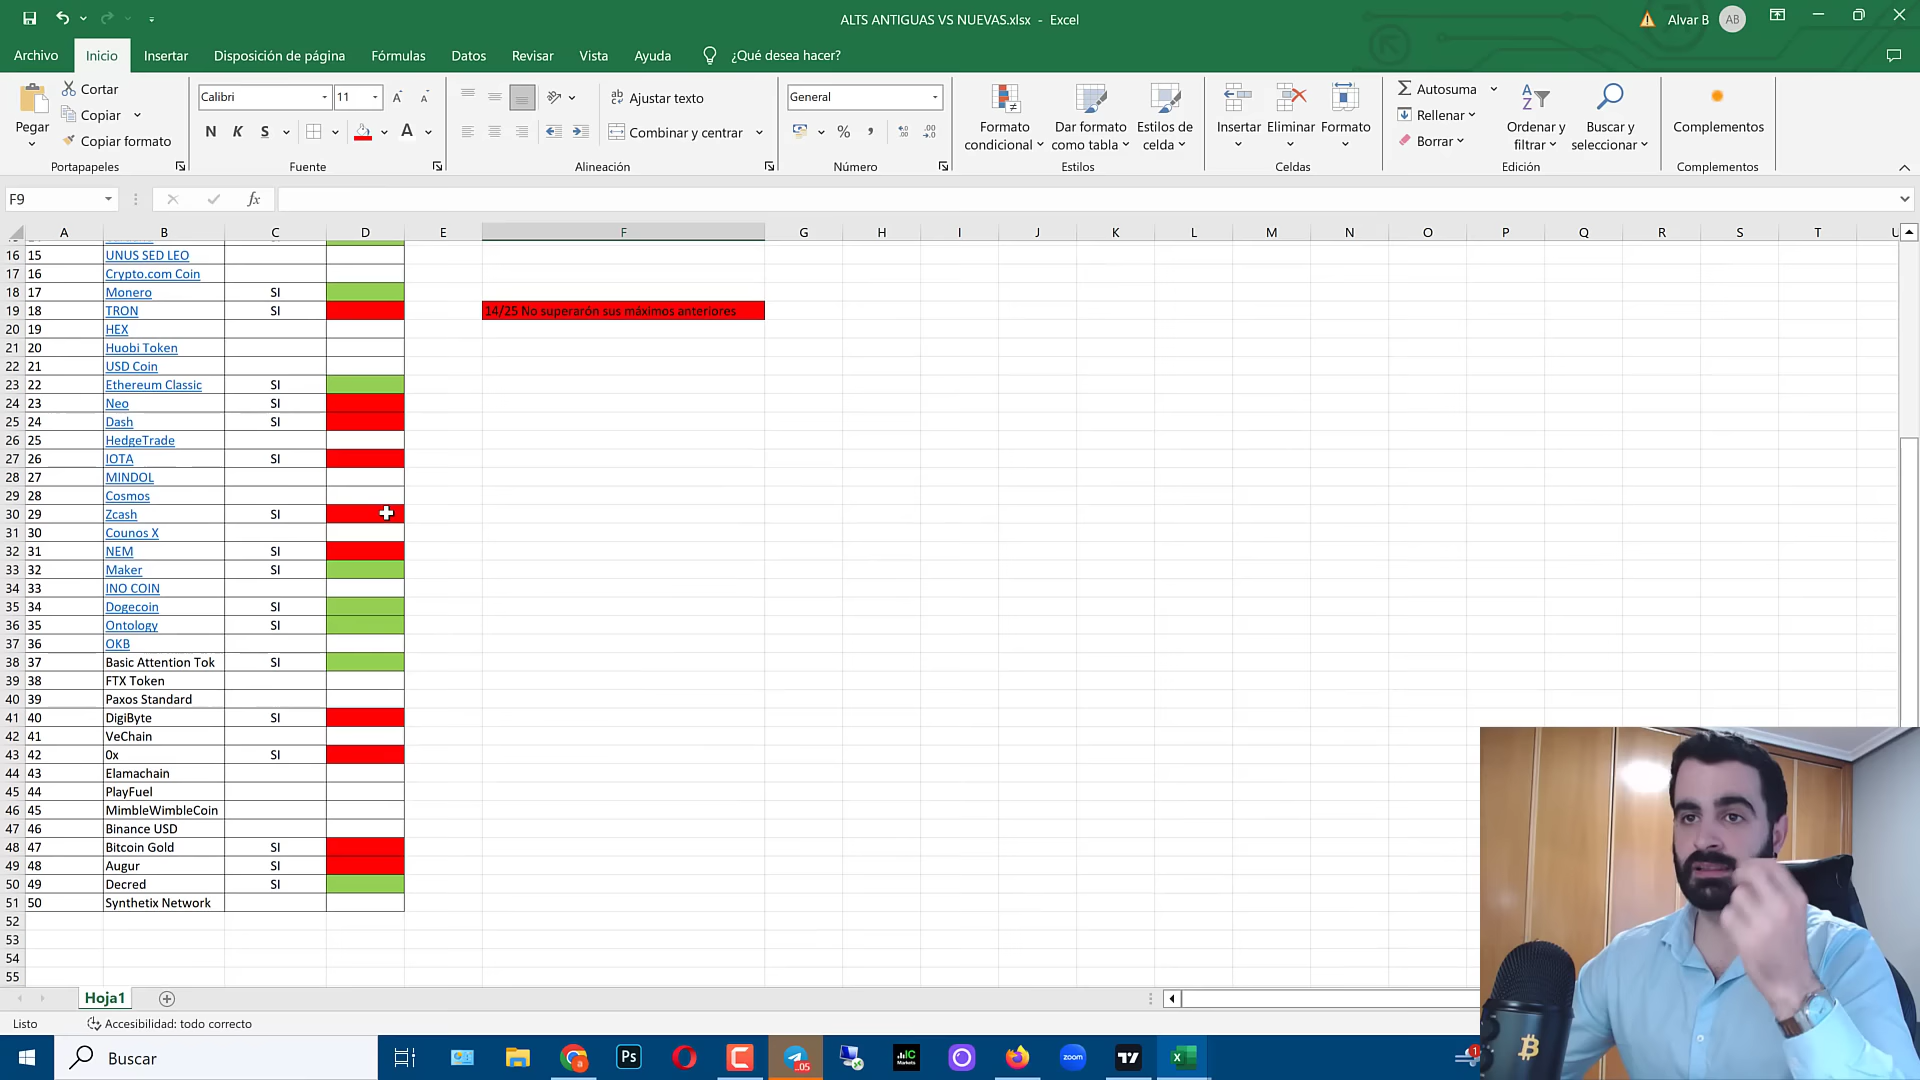 ALTS ANTIGUAS VS NUEVAS.xlsx - Excel
Alvar B
AB
Archivo
Inicio
Insertar
Disposición de página
Fórmulas
Datos
Revisar
Vista
Ayuda
¿Qué desea hacer?
Pegar
Cortar
Copiar
Copiar formato
Portapapeles
Calibri
11
N K S
Fuente
Ajustar texto
Combinar y centrar
Alineación
General
Número
Formato condicional
Dar formato como tabla
Estilos de celda
Estilos
Insertar
Eliminar
Formato
Celdas
Autosuma
Rellenar
Borrar
Ordenar y filtrar
Buscar y seleccionar
Edición
Complementos
Complementos
F9
fx
A B C D E F G H I J K L M N O P Q R S T U
16 15 UNUS SED LEO
17 16 Crypto.com Coin
18 17 Monero SI
19 18 TRON SI 14/25 No superarón sus máximos anteriores
20 19 HEX
21 20 Huobi Token
22 21 USD Coin
23 22 Ethereum Classic SI
24 23 Neo SI
25 24 Dash SI
26 25 HedgeTrade
27 26 IOTA SI
28 27 MINDOL
29 28 Cosmos
30 29 Zcash SI
31 30 Counos X
32 31 NEM SI
33 32 Maker SI
34 33 INO COIN
35 34 Dogecoin SI
36 35 Ontology SI
37 36 OKB
38 37 Basic Attention Tok SI
39 38 FTX Token
40 39 Paxos Standard
41 40 DigiByte SI
42 41 VeChain
43 42 0x SI
44 43 Elamachain
45 44 PlayFuel
46 45 MimbleWimbleCoin
47 46 Binance USD
48 47 Bitcoin Gold SI
49 48 Augur SI
50 49 Decred SI
51 50 Synthetix Network
52
53
54
55
Hoja1
Listo
Accesibilidad: todo correcto
Buscar
Ps
.05
IC
Markets
zoom
1